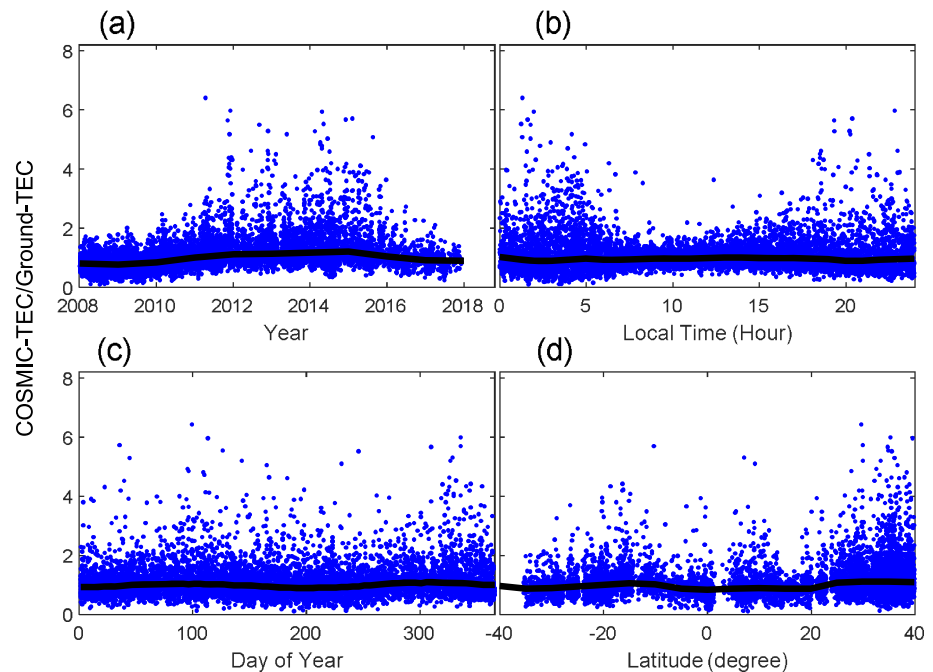 (a)
(b)
8
6
4
2
0
2008 2010 2012 2014 2016 2018
0 5 10 15 20
Year
Local Time (Hour)
COSMIC-TEC/Ground-TEC
(c)
(d)
8
6
4
2
0
0 100 200 300
-40 -20 0 20 40
Day of Year
Latitude (degree)